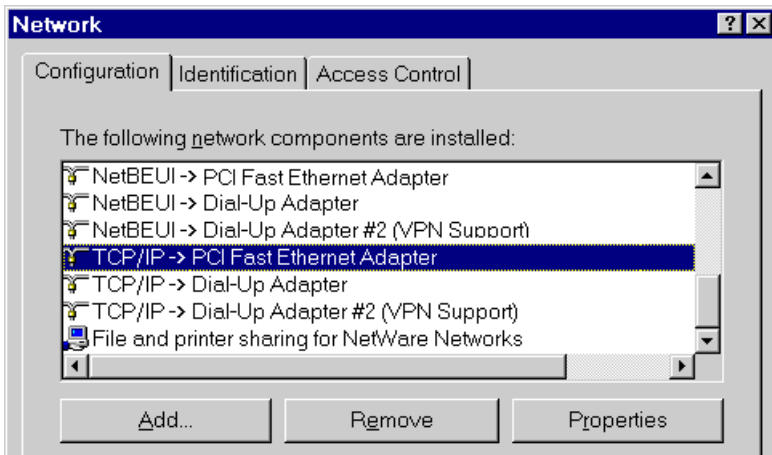 Network
Configuration Identification Access Control
The following network components are installed:
NetBEUI -> PCI Fast Ethernet Adapter
NetBEUI -> Dial-Up Adapter
NetBEUI -> Dial-Up Adapter #2 (VPN Support)
TCP/IP -> PCI Fast Ethernet Adapter
TCP/IP -> Dial-Up Adapter
TCP/IP -> Dial-Up Adapter #2 (VPN Support)
File and printer sharing for NetWare Networks
Add... Remove Properties